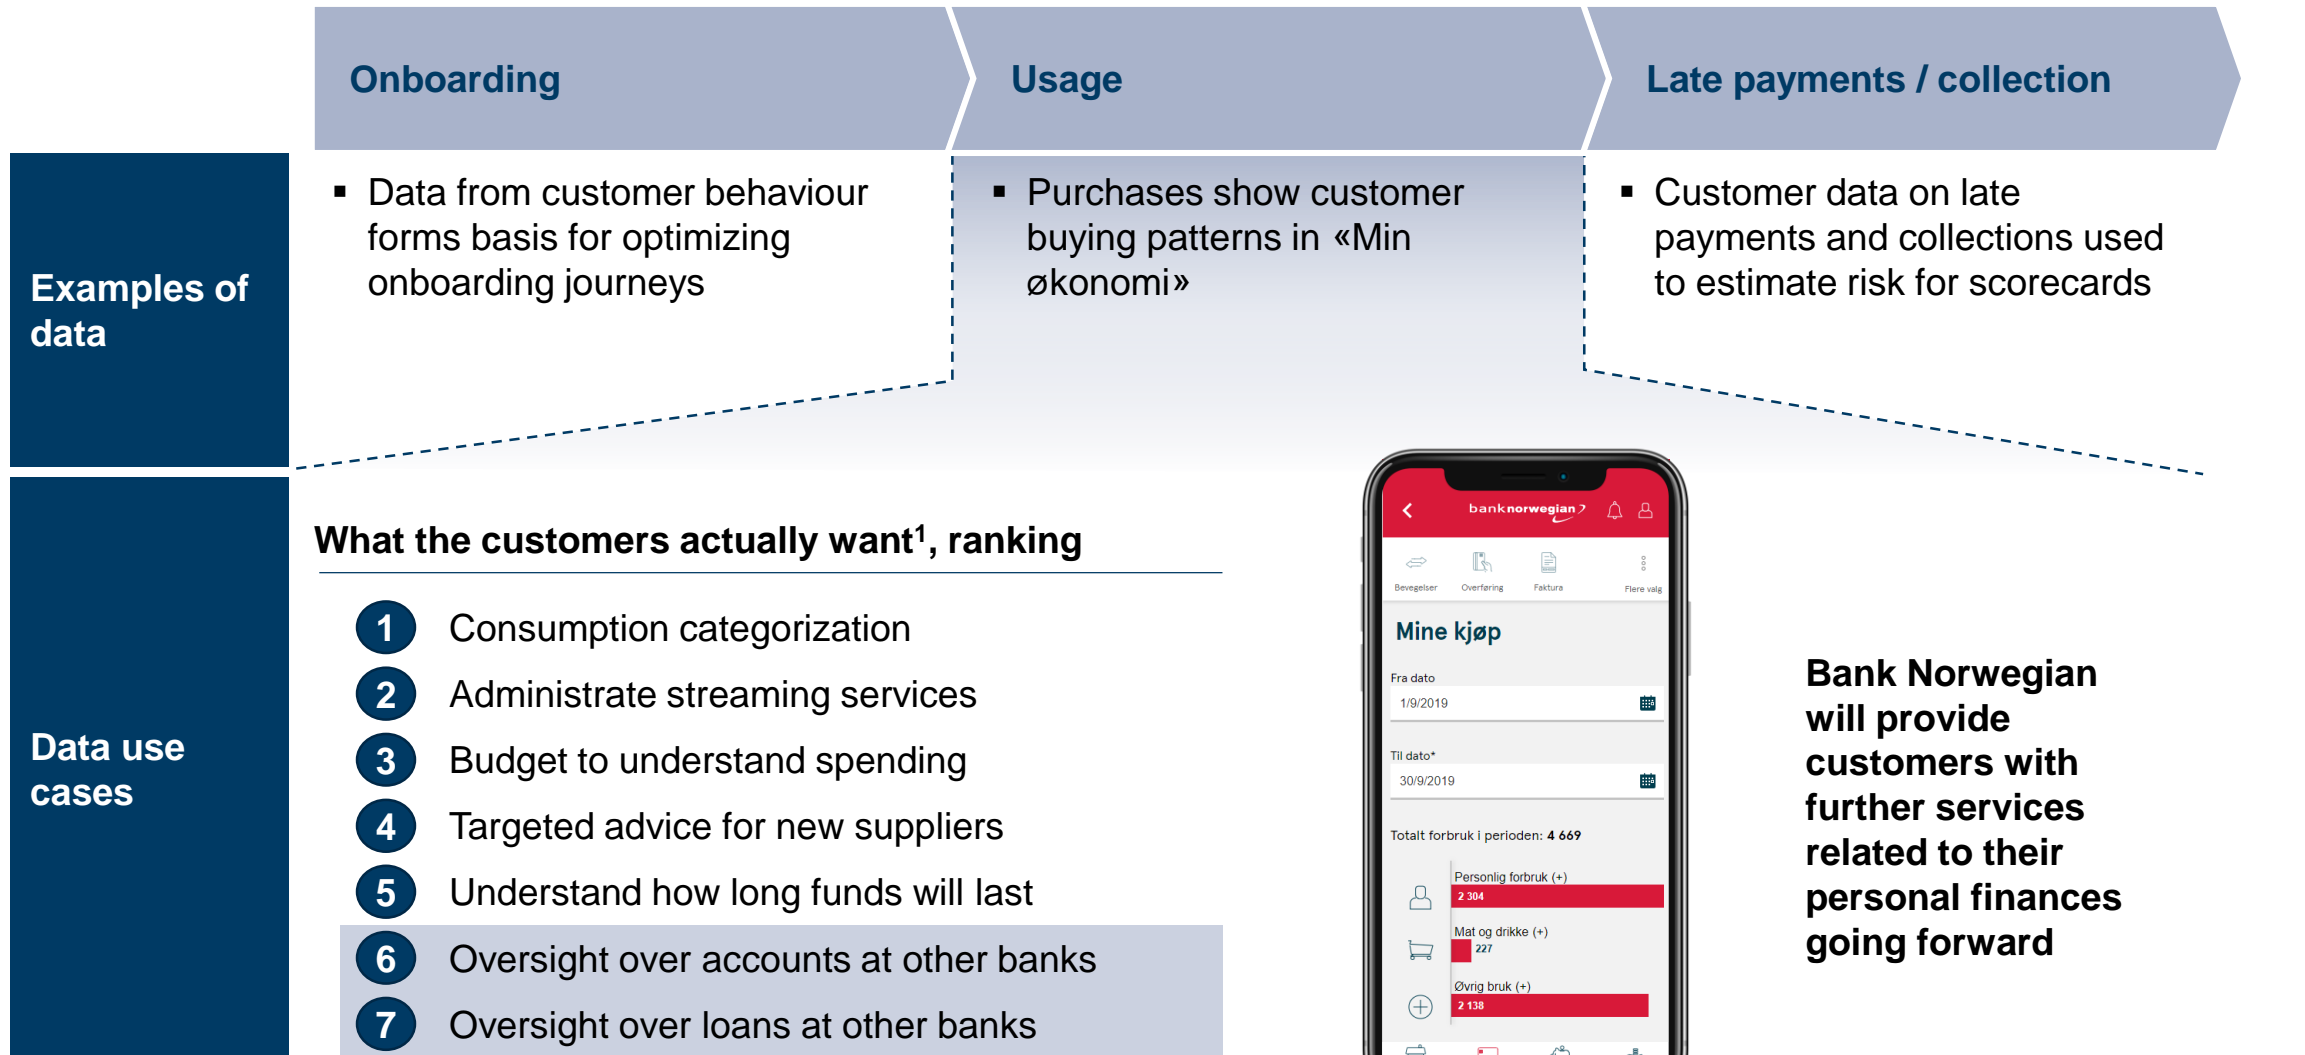 Onboarding
Usage
Late payments / collection
Examples of
data
▪ Data from customer behaviour
forms basis for optimizing
onboarding journeys
▪ Purchases show customer
buying patterns in «Min
økonomi»
▪ Customer data on late
payments and collections used
to estimate risk for scorecards
Data use
cases
What the customers actually want¹, ranking
1 Consumption categorization
2 Administrate streaming services
3 Budget to understand spending
4 Targeted advice for new suppliers
5 Understand how long funds will last
6 Oversight over accounts at other banks
7 Oversight over loans at other banks
banknorwegian
Bevegelser Overføring Faktura Flere valg
Mine kjøp
Fra dato
1/9/2019
Til dato*
30/9/2019
Totalt forbruk i perioden: 4 669
Personlig forbruk (+)
2 304
Mat og drikke (+)
227
Øvrig bruk (+)
2 138
Bank Norwegian
will provide
customers with
further services
related to their
personal finances
going forward